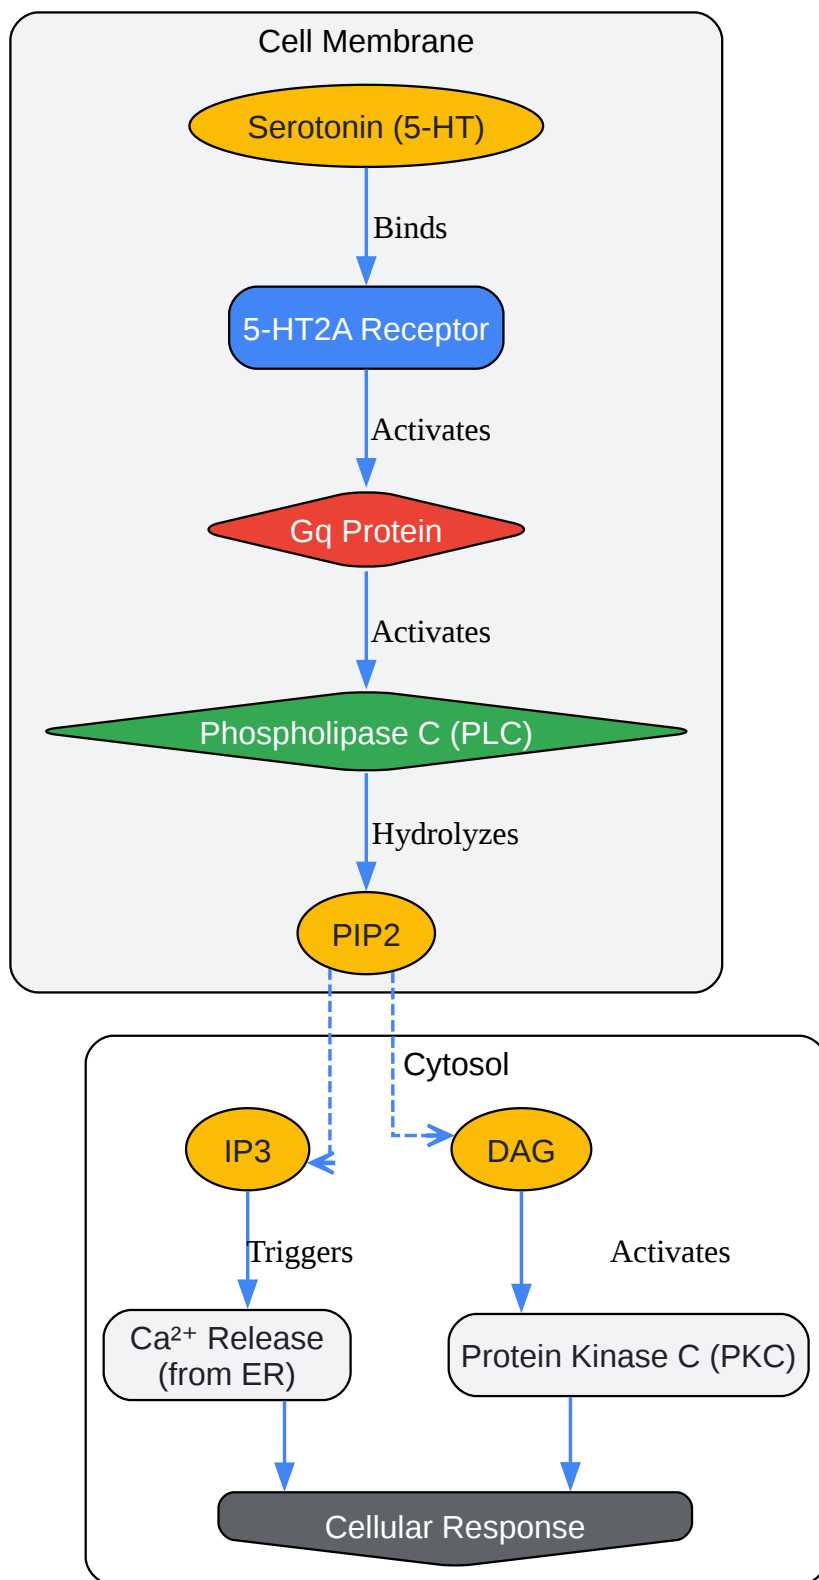 Cell Membrane
Serotonin (5-HT)
Binds
5-HT2A Receptor
Activates
Gq Protein
Activates
Phospholipase C (PLC)
Hydrolyzes
PIP2
Cytosol
IP3
DAG
Triggers
Activates
Ca²⁺ Release
(from ER)
Protein Kinase C (PKC)
Cellular Response